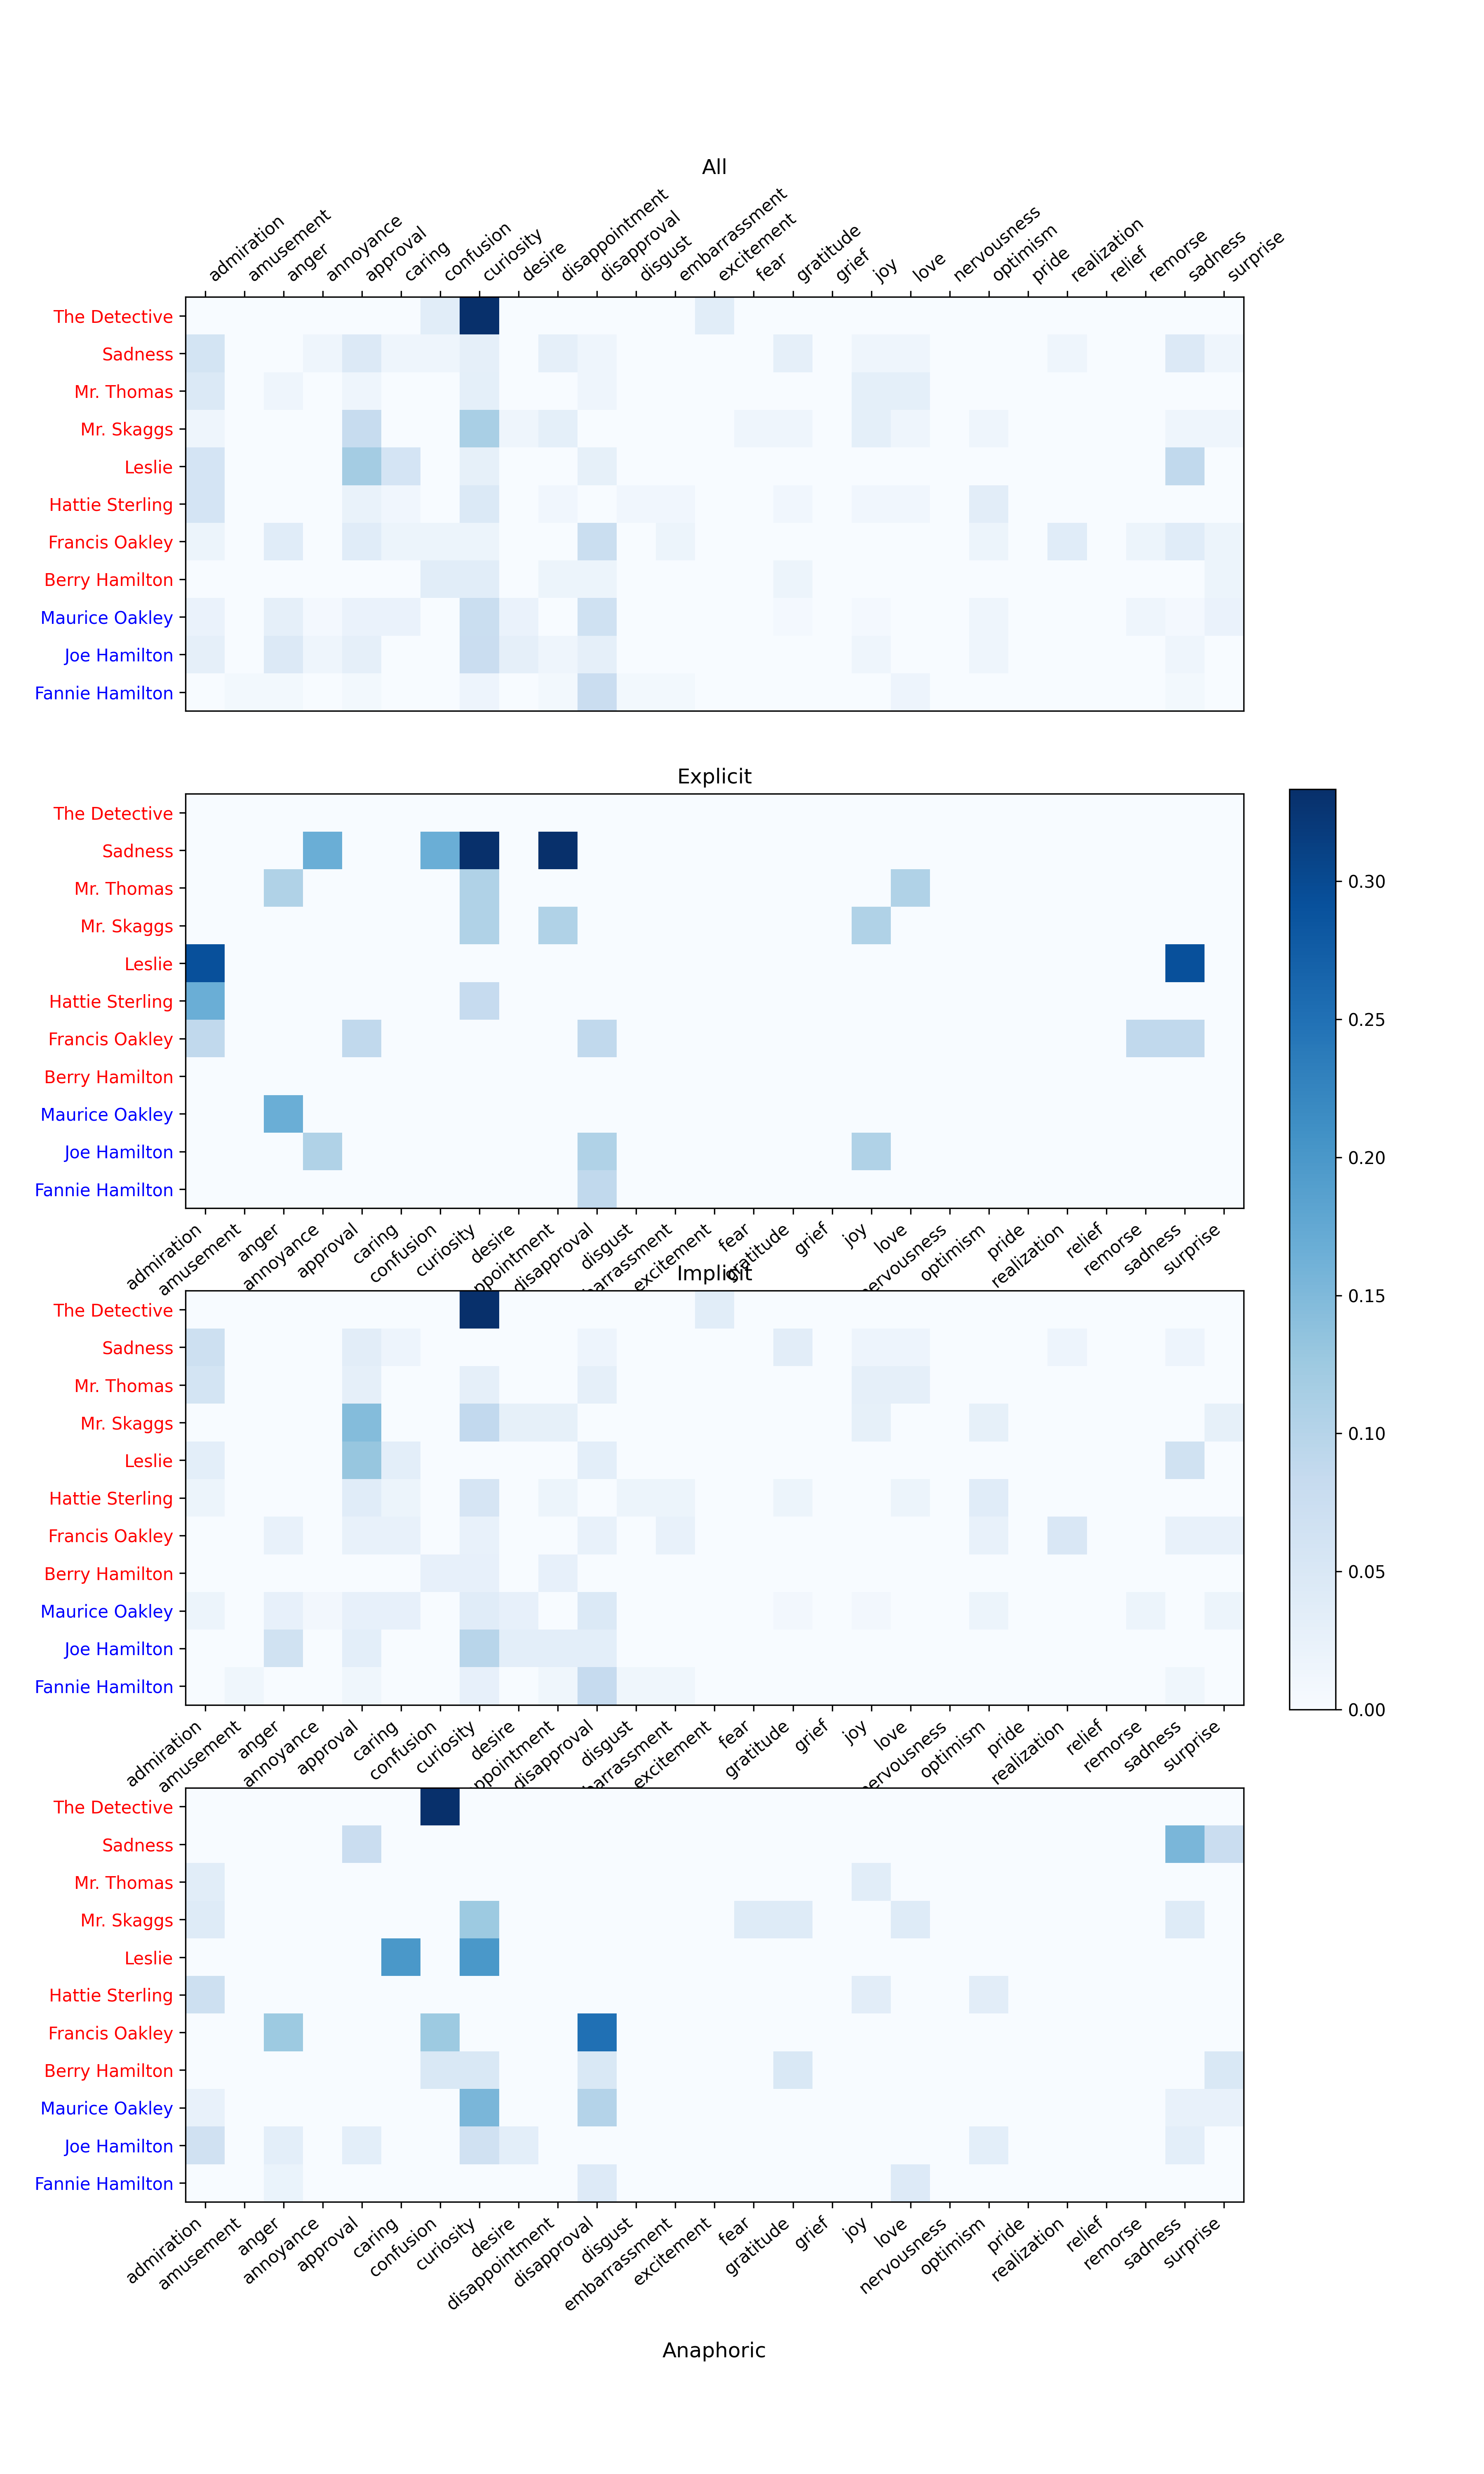 All
admiration
amusement
anger
annoyance
approval
caring
confusion
curiosity
desire
disappointment
disapproval
disgust
embarrassment
excitement
fear
gratitude
grief
joy
love
nervousness
optimism
pride
realization
relief
remorse
sadness
surprise
The Detective
Sadness
Mr. Thomas
Mr. Skaggs
Leslie
Hattie Sterling
Francis Oakley
Berry Hamilton
Maurice Oakley
Joe Hamilton
Fannie Hamilton
Explicit
The Detective
Sadness
Mr. Thomas
Mr. Skaggs
Leslie
Hattie Sterling
Francis Oakley
Berry Hamilton
Maurice Oakley
Joe Hamilton
Fannie Hamilton
admiration
amusement
anger
annoyance
approval
caring
confusion
curiosity
desire
appointment
disapproval
disgust
barrassment
excitement
fear
gratitude
grief
joy
love
nervousness
optimism
pride
realization
relief
remorse
sadness
surprise
Implicit
The Detective
Sadness
Mr. Thomas
Mr. Skaggs
Leslie
Hattie Sterling
Francis Oakley
Berry Hamilton
Maurice Oakley
Joe Hamilton
Fannie Hamilton
admiration
amusement
anger
annoyance
approval
caring
confusion
curiosity
desire
appointment
disapproval
disgust
barrassment
excitement
fear
gratitude
grief
joy
love
nervousness
optimism
pride
realization
relief
remorse
sadness
surprise
The Detective
Sadness
Mr. Thomas
Mr. Skaggs
Leslie
Hattie Sterling
Francis Oakley
Berry Hamilton
Maurice Oakley
Joe Hamilton
Fannie Hamilton
admiration
amusement
anger
annoyance
approval
caring
confusion
curiosity
desire
disappointment
disapproval
disgust
embarrassment
excitement
fear
gratitude
grief
joy
love
nervousness
optimism
pride
realization
relief
remorse
sadness
surprise
Anaphoric
0.30
0.25
0.20
0.15
0.10
0.05
0.00